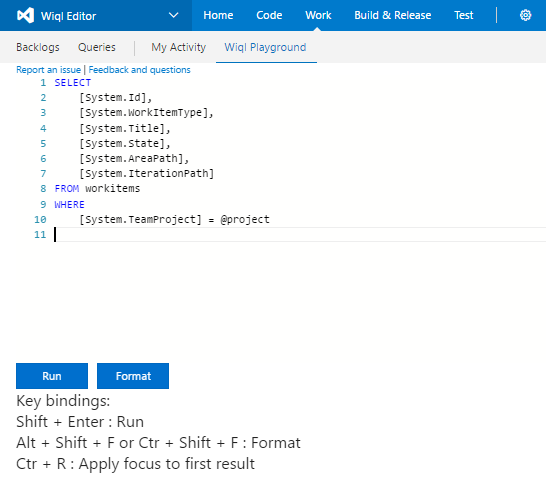 Wiql Editor Home Code Work Build & Release Test
Backlogs Queries My Activity Wiql Playground
Report an issue | Feedback and questions
1 SELECT
2 [System.Id],
3 [System.WorkItemType],
4 [System.Title],
5 [System.State],
6 [System.AreaPath],
7 [System.IterationPath]
8 FROM workitems
9 WHERE
10 [System.TeamProject] = @project
11
Run Format
Key bindings:
Shift + Enter : Run
Alt + Shift + F or Ctr + Shift + F : Format
Ctr + R : Apply focus to first result